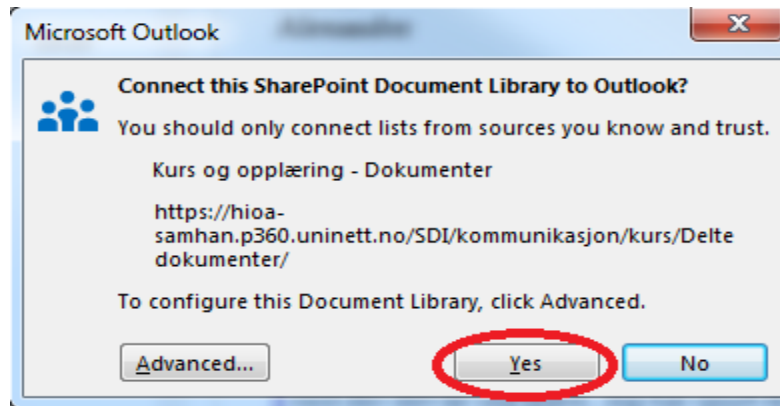 Microsoft Outlook
Connect this SharePoint Document Library to Outlook?
You should only connect lists from sources you know and trust.
Kurs og opplæring - Dokumenter
https://hioa-
samhan.p360.uninett.no/SDI/kommunikasjon/kurs/Delte
dokumenter/
To configure this Document Library, click Advanced.
Advanced... Yes No